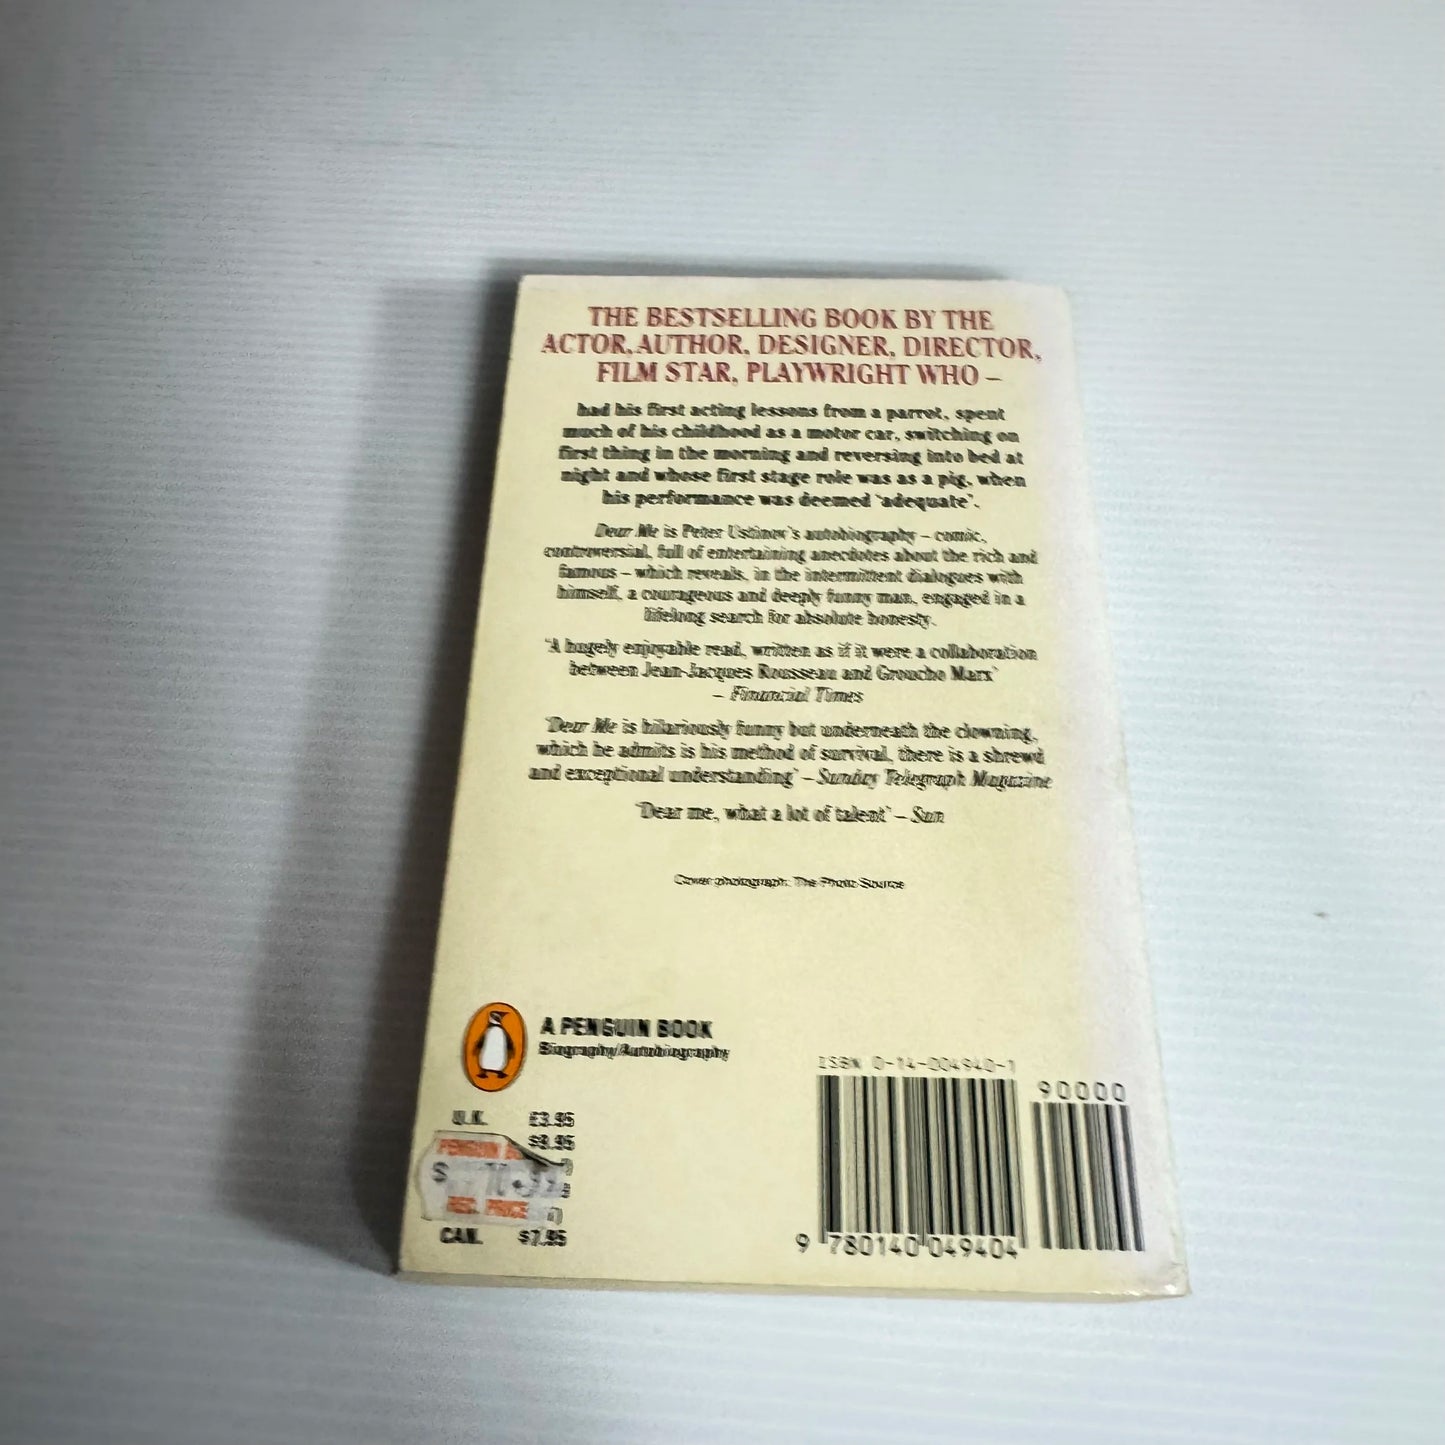 THE BESTSELLING BOOK BY THE
ACTOR, AUTHOR, DESIGNER, DIRECTOR,
FILM STAR, PLAYWRIGHT WHO –
had his first acting lessons from a parrot, spent
much of his childhood as a motor car, switching on
first thing in the morning and reversing into bed at
night and whose first stage role was as a pig, when
his performance was deemed ‘adequate’.
Dear Me is Peter Ustinov’s autobiography – comic,
controversial, full of entertaining anecdotes about the rich and
famous – which reveals, in the intermittent dialogues with
himself, a courageous and deeply funny man, engaged in a
lifelong search for absolute honesty.
‘A hugely enjoyable read, written as if it were a collaboration
between Jean-Jacques Rousseau and Groucho Marx’
– Financial Times
‘Dear Me is hilariously funny but underneath the clowning,
which he admits is his method of survival, there is a shrewd
and exceptional understanding’ – Sunday Telegraph Magazine
‘Dear me, what a lot of talent’ – Sun
Cover photograph: The Photo Source
A PENGUIN BOOK
Biography/Autobiography
U.K. £3.95
$9.95
PENGUIN
REC. PRICE
CAN. $7.95
ISBN 0-14-004940-1
90000
9 780140 049404